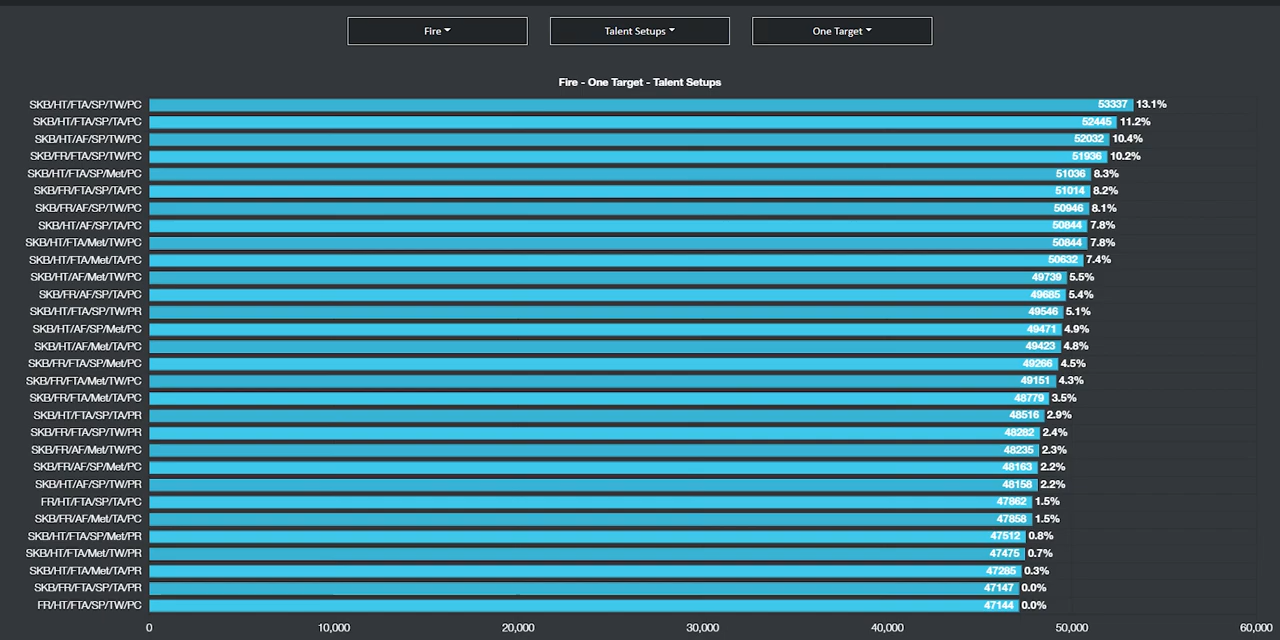 Fire
Talent Setups
One Target
Fire - One Target - Talent Setups
SKB/HT/FTA/SP/TW/PC 53337 13.1%
SKB/HT/FTA/SP/TA/PC 52445 11.2%
SKB/HT/AF/SP/TW/PC 52032 10.4%
SKB/FR/FTA/SP/TW/PC 51936 10.2%
SKB/HT/FTA/SP/Met/PC 51036 8.3%
SKB/FR/FTA/SP/TA/PC 51014 8.2%
SKB/FR/AF/SP/TW/PC 50946 8.1%
SKB/HT/AF/SP/TA/PC 50844 7.8%
SKB/HT/FTA/Met/TW/PC 50844 7.8%
SKB/HT/FTA/Met/TA/PC 50632 7.4%
SKB/HT/AF/Met/TW/PC 49739 5.5%
SKB/FR/AF/SP/TA/PC 49685 5.4%
SKB/HT/FTA/SP/TW/PR 49546 5.1%
SKB/HT/AF/SP/Met/PC 49471 4.9%
SKB/HT/AF/Met/TA/PC 49423 4.8%
SKB/FR/FTA/SP/Met/PC 49266 4.5%
SKB/FR/FTA/Met/TW/PC 49151 4.3%
SKB/FR/FTA/Met/TA/PC 48779 3.5%
SKB/HT/FTA/SP/TA/PR 48516 2.9%
SKB/FR/FTA/SP/TW/PR 48282 2.4%
SKB/FR/AF/Met/TW/PC 48235 2.3%
SKB/FR/AF/SP/Met/PC 48163 2.2%
SKB/HT/AF/SP/TW/PR 48158 2.2%
FR/HT/FTA/SP/TA/PC 47862 1.5%
SKB/FR/AF/Met/TA/PC 47858 1.5%
SKB/HT/FTA/SP/Met/PR 47512 0.8%
SKB/HT/FTA/Met/TW/PR 47475 0.7%
SKB/HT/FTA/Met/TA/PR 47285 0.3%
SKB/FR/FTA/SP/TA/PR 47147 0.0%
FR/HT/FTA/SP/TW/PC 47144 0.0%
0 10,000 20,000 30,000 40,000 50,000 60,000